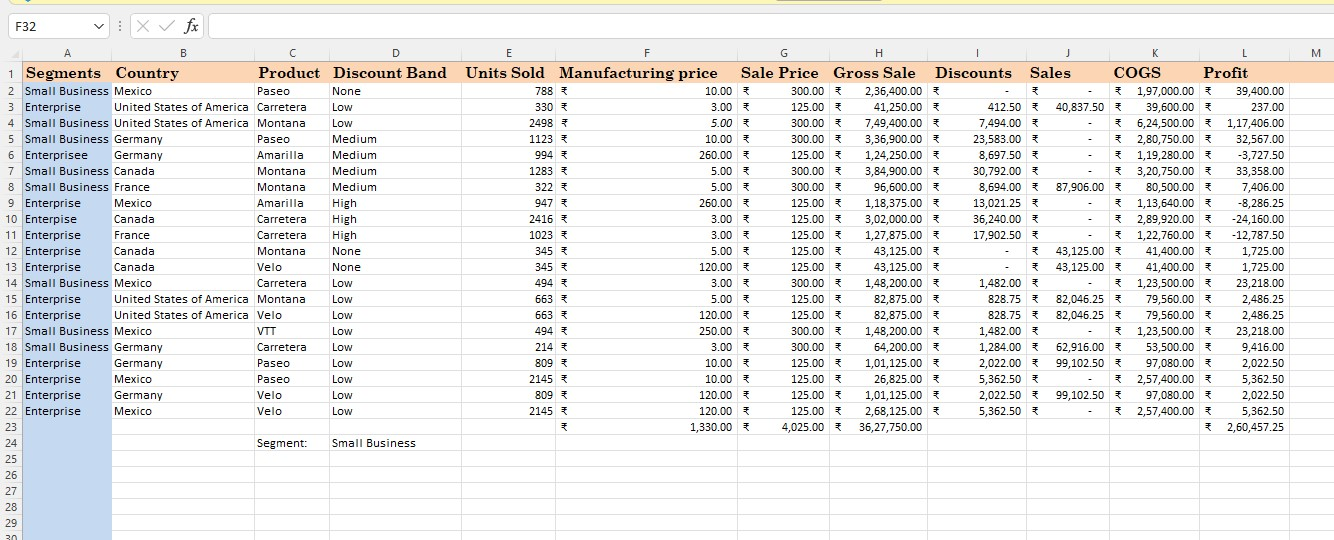 F32 fx
A B C D E F G H I J K L M
1 Segments Country Product Discount Band Units Sold Manufacturing price Sale Price Gross Sale Discounts Sales COGS Profit
2 Small Business Mexico Paseo None 788 ₹ 10.00 ₹ 300.00 ₹ 2,36,400.00 ₹ - ₹ - ₹ 1,97,000.00 ₹ 39,400.00
3 Enterprise United States of America Carretera Low 330 ₹ 3.00 ₹ 125.00 ₹ 41,250.00 ₹ 412.50 ₹ 40,837.50 ₹ 39,600.00 ₹ 237.00
4 Small Business United States of America Montana Low 2498 ₹ 5.00 ₹ 300.00 ₹ 7,49,400.00 ₹ 7,494.00 ₹ - ₹ 6,24,500.00 ₹ 1,17,406.00
5 Small Business Germany Paseo Medium 1123 ₹ 10.00 ₹ 300.00 ₹ 3,36,900.00 ₹ 23,583.00 ₹ - ₹ 2,80,750.00 ₹ 32,567.00
6 Enterprisee Germany Amarilla Medium 994 ₹ 260.00 ₹ 125.00 ₹ 1,24,250.00 ₹ 8,697.50 ₹ - ₹ 1,19,280.00 ₹ -3,727.50
7 Small Business Canada Montana Medium 1283 ₹ 5.00 ₹ 300.00 ₹ 3,84,900.00 ₹ 30,792.00 ₹ - ₹ 3,20,750.00 ₹ 33,358.00
8 Small Business France Montana Medium 322 ₹ 5.00 ₹ 300.00 ₹ 96,600.00 ₹ 8,694.00 ₹ 87,906.00 ₹ 80,500.00 ₹ 7,406.00
9 Enterprise Mexico Amarilla High 947 ₹ 260.00 ₹ 125.00 ₹ 1,18,375.00 ₹ 13,021.25 ₹ - ₹ 1,13,640.00 ₹ -8,286.25
10 Enterpise Canada Carretera High 2416 ₹ 3.00 ₹ 125.00 ₹ 3,02,000.00 ₹ 36,240.00 ₹ - ₹ 2,89,920.00 ₹ -24,160.00
11 Enterprise France Carretera High 1023 ₹ 3.00 ₹ 125.00 ₹ 1,27,875.00 ₹ 17,902.50 ₹ - ₹ 1,22,760.00 ₹ -12,787.50
12 Enterprise Canada Montana None 345 ₹ 5.00 ₹ 125.00 ₹ 43,125.00 ₹ - ₹ 43,125.00 ₹ 41,400.00 ₹ 1,725.00
13 Enterprise Canada Velo None 345 ₹ 120.00 ₹ 125.00 ₹ 43,125.00 ₹ - ₹ 43,125.00 ₹ 41,400.00 ₹ 1,725.00
14 Small Business Mexico Carretera Low 494 ₹ 3.00 ₹ 300.00 ₹ 1,48,200.00 ₹ 1,482.00 ₹ - ₹ 1,23,500.00 ₹ 23,218.00
15 Enterprise United States of America Montana Low 663 ₹ 5.00 ₹ 125.00 ₹ 82,875.00 ₹ 828.75 ₹ 82,046.25 ₹ 79,560.00 ₹ 2,486.25
16 Enterprise United States of America Velo Low 663 ₹ 120.00 ₹ 125.00 ₹ 82,875.00 ₹ 828.75 ₹ 82,046.25 ₹ 79,560.00 ₹ 2,486.25
17 Small Business Mexico VTT Low 494 ₹ 250.00 ₹ 300.00 ₹ 1,48,200.00 ₹ 1,482.00 ₹ - ₹ 1,23,500.00 ₹ 23,218.00
18 Small Business Germany Carretera Low 214 ₹ 3.00 ₹ 300.00 ₹ 64,200.00 ₹ 1,284.00 ₹ 62,916.00 ₹ 53,500.00 ₹ 9,416.00
19 Enterprise Germany Paseo Low 809 ₹ 10.00 ₹ 125.00 ₹ 1,01,125.00 ₹ 2,022.00 ₹ 99,102.50 ₹ 97,080.00 ₹ 2,022.50
20 Enterprise Mexico Paseo Low 2145 ₹ 10.00 ₹ 125.00 ₹ 26,825.00 ₹ 5,362.50 ₹ - ₹ 2,57,400.00 ₹ 5,362.50
21 Enterprise Germany Velo Low 809 ₹ 120.00 ₹ 125.00 ₹ 1,01,125.00 ₹ 2,022.50 ₹ 99,102.50 ₹ 97,080.00 ₹ 2,022.50
22 Enterprise Mexico Velo Low 2145 ₹ 120.00 ₹ 125.00 ₹ 2,68,125.00 ₹ 5,362.50 ₹ - ₹ 2,57,400.00 ₹ 5,362.50
23 ₹ 1,330.00 ₹ 4,025.00 ₹ 36,27,750.00 ₹ 2,60,457.25
24 Segment: Small Business
25
26
27
28
29
30